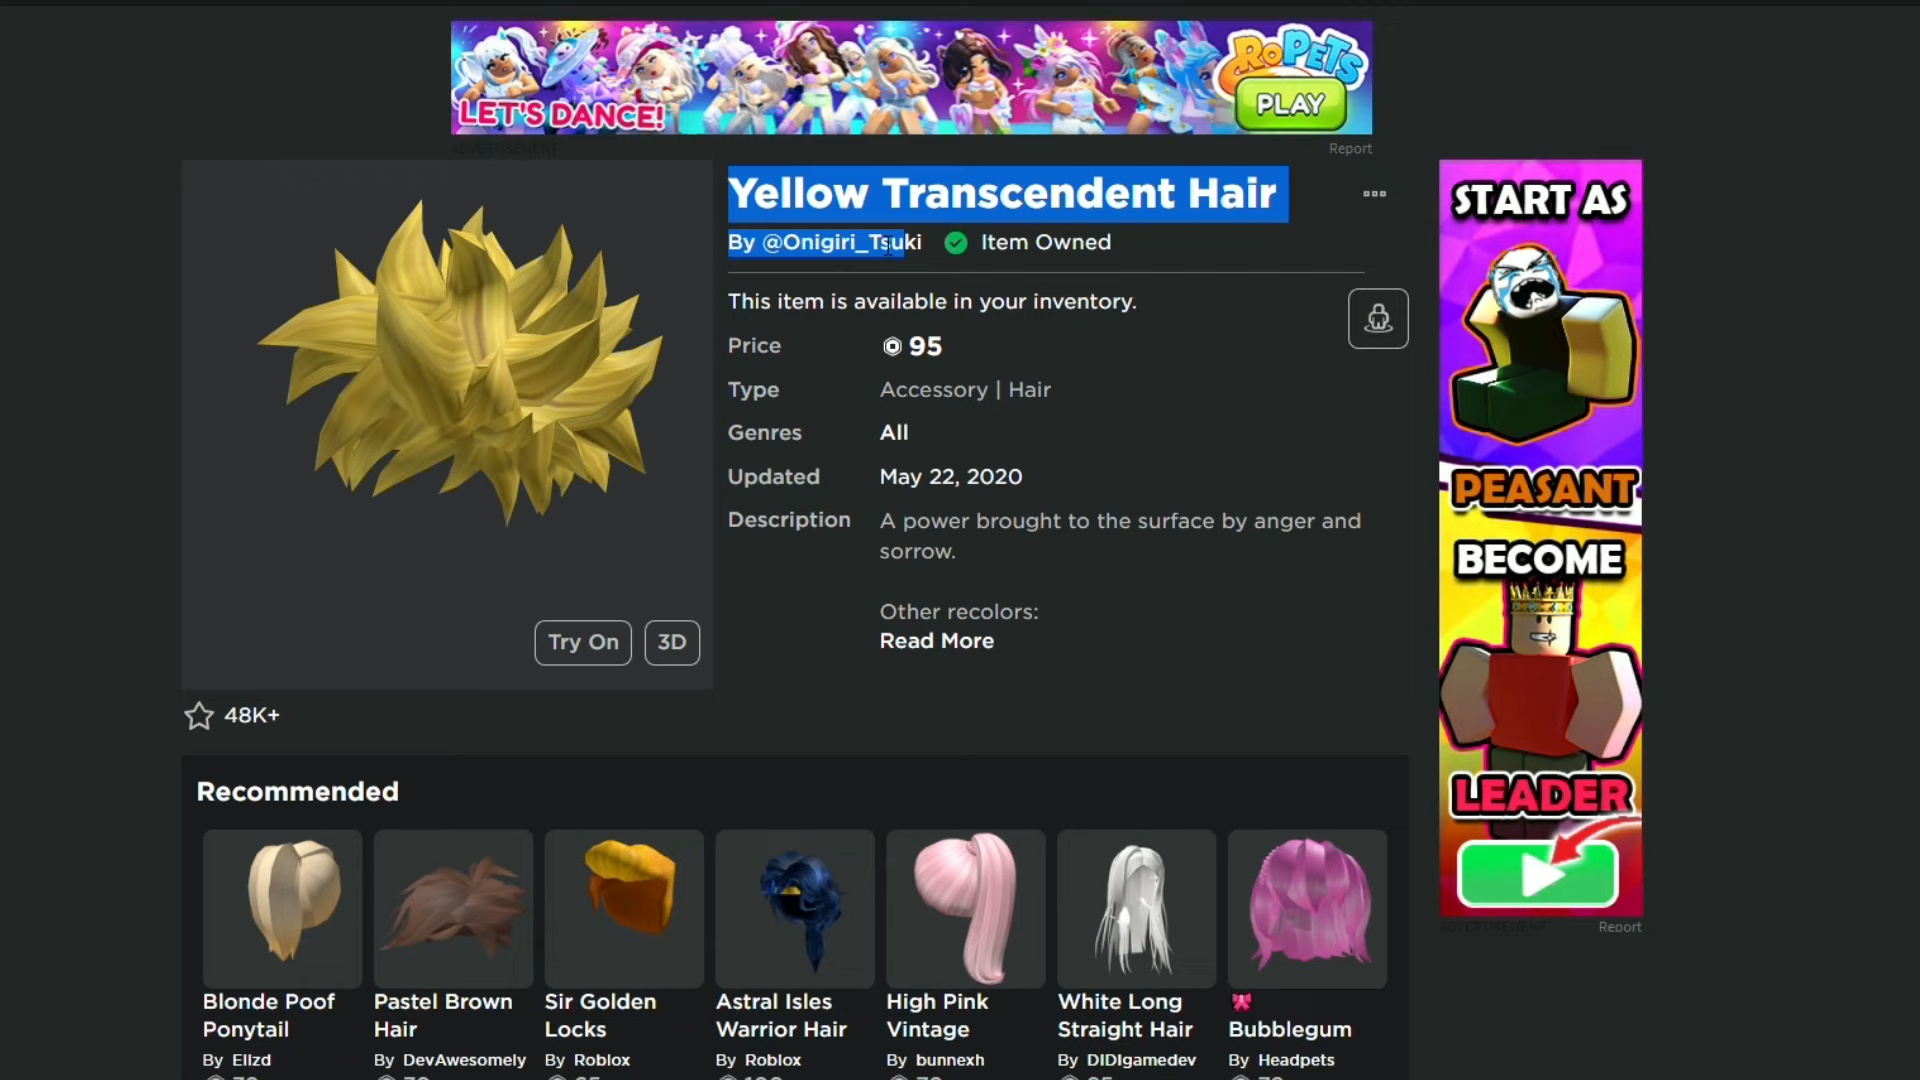 LET'S DANCE!
ROPETS
PLAY
ADVERTISEMENT
Report
Yellow Transcendent Hair
By @Onigiri_Tsuki
Item Owned
This item is available in your inventory.
Price 95
Type Accessory | Hair
Genres All
Updated May 22, 2020
Description A power brought to the surface by anger and
sorrow.
Other recolors:
Read More
Try On
3D
48K+
START AS
PEASANT
BECOME
LEADER
ADVERTISEMENT
Report
Recommended
Blonde Poof
Ponytail
By Ellzd
Pastel Brown
Hair
By DevAwesomely
Sir Golden
Locks
By Roblox
Astral Isles
Warrior Hair
By Roblox
High Pink
Vintage
By bunnexh
White Long
Straight Hair
By DIDIgamedev
🎀
Bubblegum
By Headpets